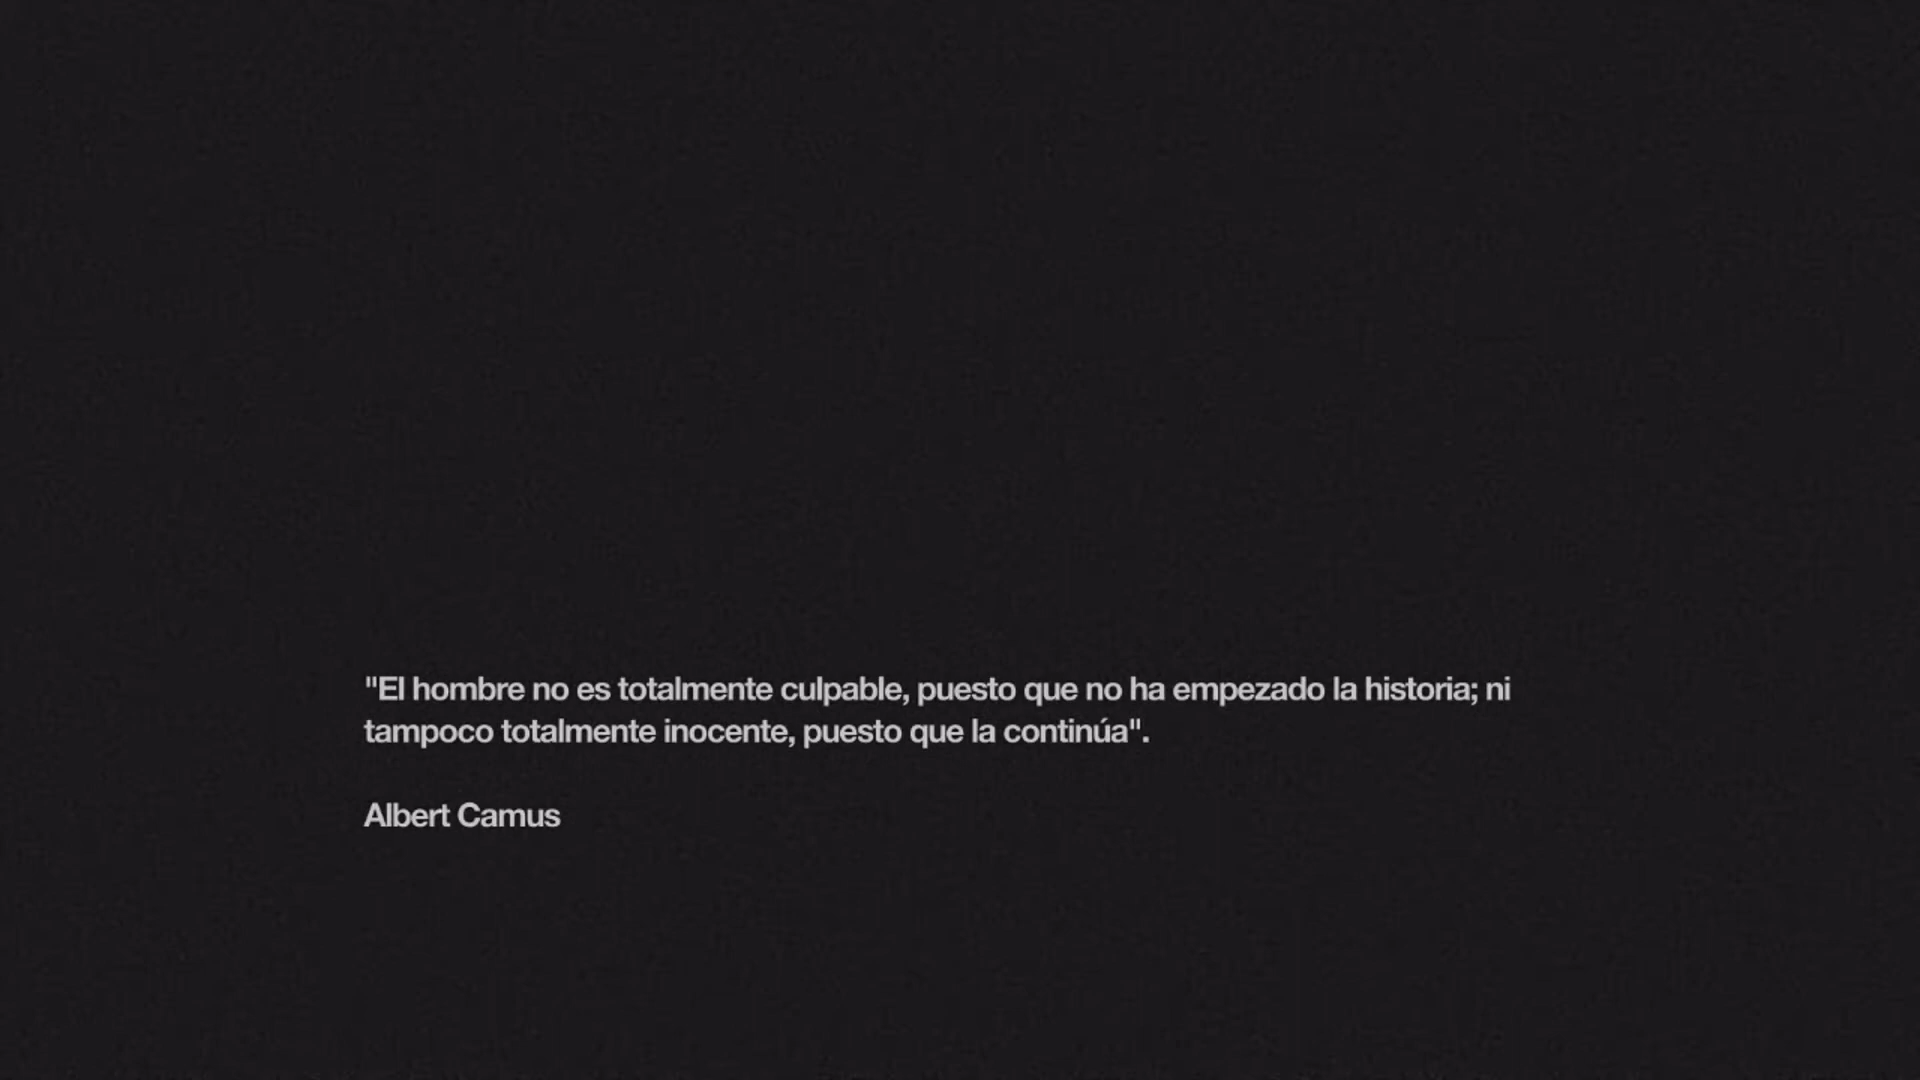 "El hombre no es totalmente culpable, puesto que no ha empezado la historia; ni
tampoco totalmente inocente, puesto que la continúa".
Albert Camus